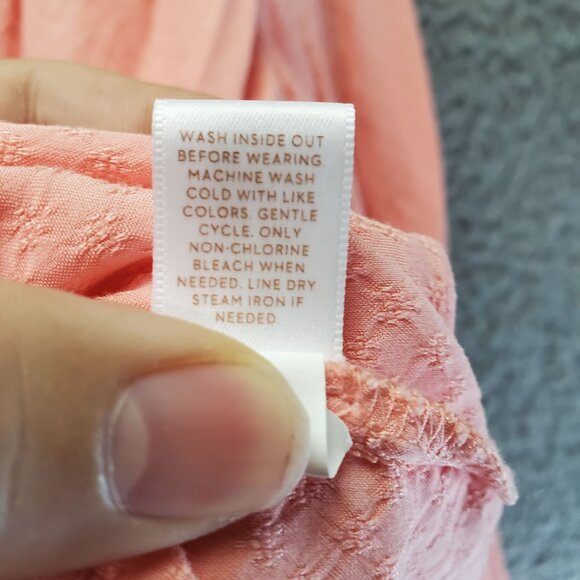 WASH INSIDE OUT
BEFORE WEARING
MACHINE WASH
COLD WITH LIKE
COLORS. GENTLE
CYCLE. ONLY
NON-CHLORINE
BLEACH WHEN
NEEDED. LINE DRY
STEAM IRON IF
NEEDED